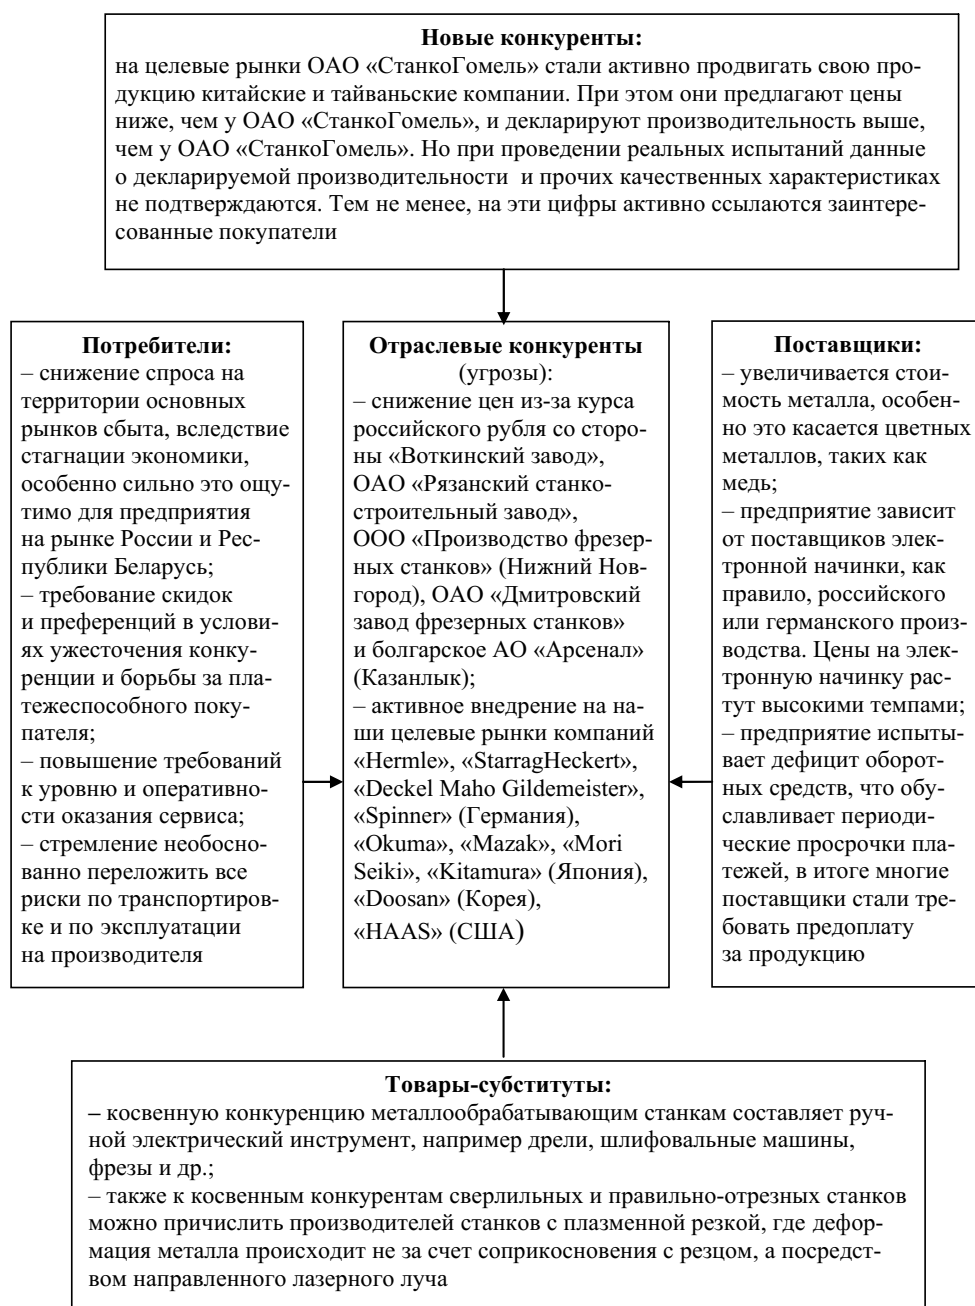 Новые конкуренты:
на целевые рынки ОАО «СтанкоГомель» стали активно продвигать свою про-
дукцию китайские и тайваньские компании. При этом они предлагают цены
ниже, чем у ОАО «СтанкоГомель», и декларируют производительность выше,
чем у ОАО «СтанкоГомель». Но при проведении реальных испытаний данные
о декларируемой производительности и прочих качественных характеристиках
не подтверждаются. Тем не менее, на эти цифры активно ссылаются заинтере-
сованные покупатели
Потребители:
– снижение спроса на
территории основных
рынков сбыта, вследствие
стагнации экономики,
особенно сильно это ощу-
тимо для предприятия
на рынке России и Рес-
публики Беларусь;
– требование скидок
и преференций в услови-
ях ужесточения конку-
ренции и борьбы за пла-
тежеспособного поку-
пателя;
– повышение требований
к уровню и оперативно-
сти оказания сервиса;
– стремление необосно-
ванно переложить все
риски по транспортиров-
ке и по эксплуатации
на производителя
Отраслевые конкуренты
(угрозы):
– снижение цен из-за курса
российского рубля со сторо-
ны «Воткинский завод»,
ОАО «Рязанский станко-
строительный завод»,
ООО «Производство фрезер-
ных станков» (Нижний Нов-
город), ОАО «Дмитровский
завод фрезерных станков»
и болгарское АО «Арсенал»
(Казанлык);
– активное внедрение на на-
ши целевые рынки компаний
«Hermle», «StarragHeckert»,
«Deckel Maho Gildemeister»,
«Spinner» (Германия),
«Okuma», «Mazak», «Mori
Seiki», «Kitamura» (Япония),
«Doosan» (Корея),
«HAAS» (США)
Поставщики:
– увеличивается стои-
мость металла, особен-
но это касается цветных
металлов, таких как
медь;
– предприятие зависит
от поставщиков элек-
тронной начинки, как
правило, российского
или германского произ-
водства. Цены на элек-
тронную начинку рас-
тут высокими темпами;
– предприятие испыты-
вает дефицит оборот-
ных средств, что обу-
славливает периоди-
ческие просрочки пла-
тежей, в итоге многие
поставщики стали тре-
бовать предоплату
за продукцию
Товары-субституты:
– косвенную конкуренцию металлообрабатывающим станкам составляет руч-
ной электрический инструмент, например дрели, шлифовальные машины,
фрезы и др.;
– также к косвенным конкурентам сверлильных и правильно-отрезных станков
можно причислить производителей станков с плазменной резкой, где дефор-
мация металла происходит не за счет соприкосновения с резцом, а посредст-
вом направленного лазерного луча